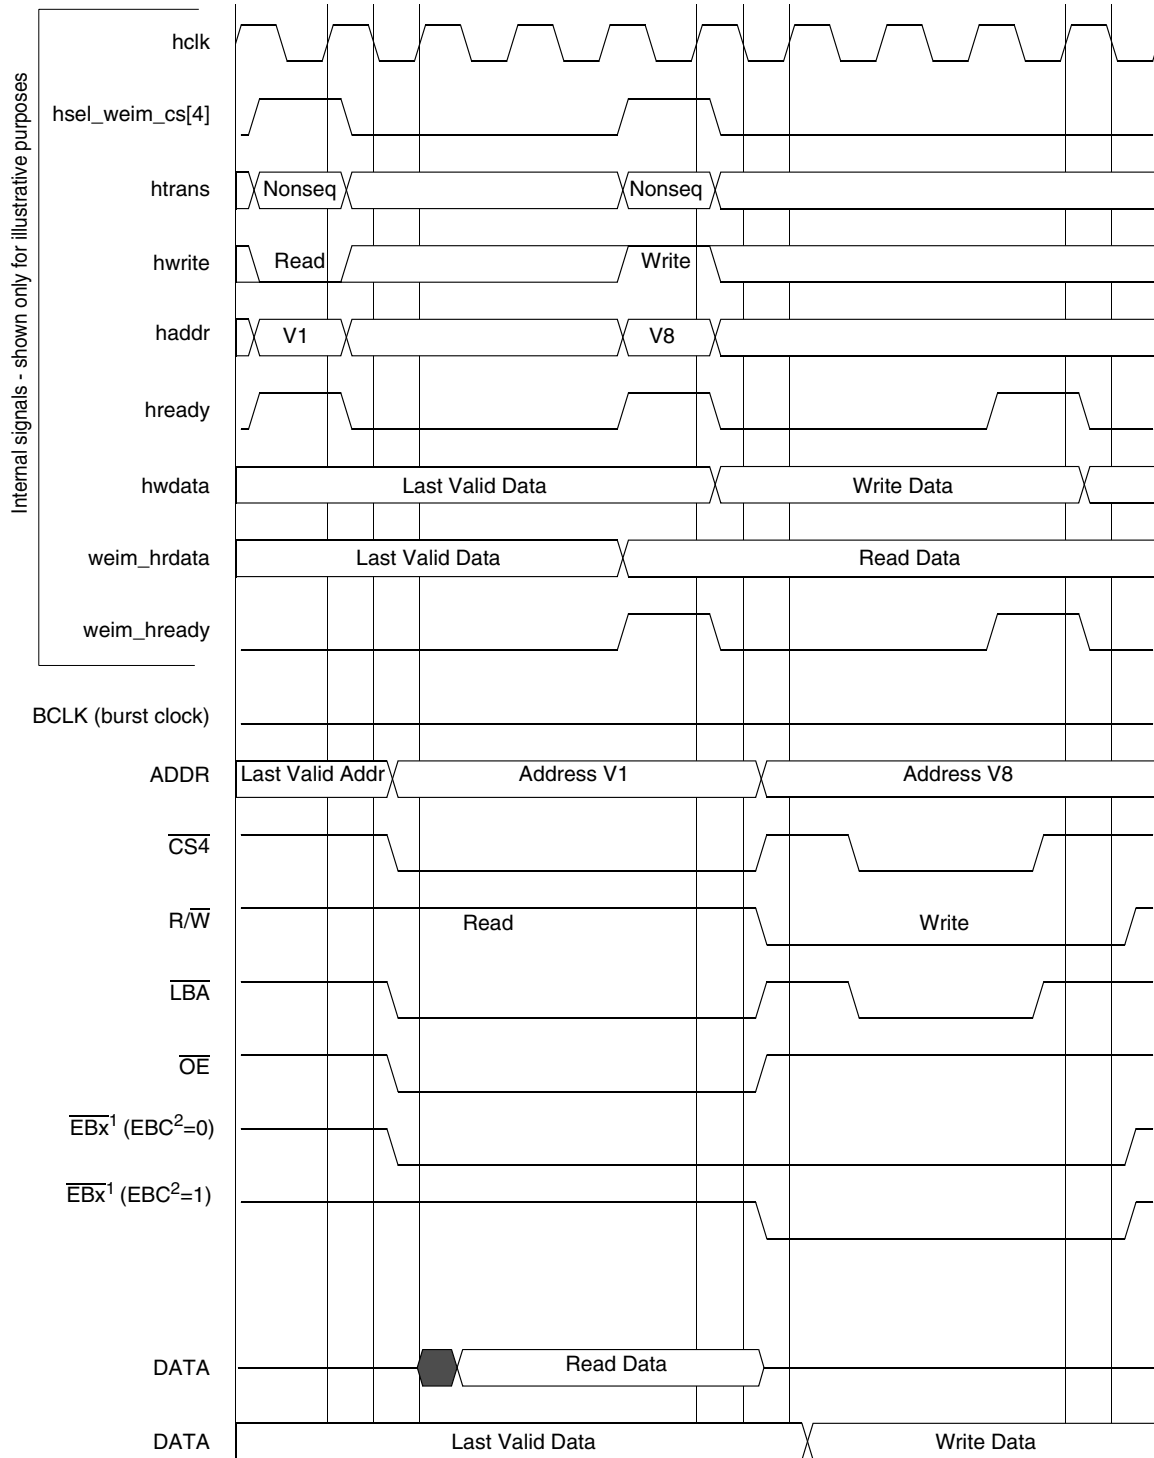 Internal signals - shown only for illustrative purposes
hclk
hsel_weim_cs[4]
htrans Nonseq Nonseq
hwrite Read Write
haddr V1 V8
hready
hwdata Last Valid Data Write Data
weim_hrdata Last Valid Data Read Data
weim_hready
BCLK (burst clock)
ADDR Last Valid Addr Address V1 Address V8
CS4
R/W Read Write
LBA
OE
EBx¹ (EBC²=0)
EBx¹ (EBC²=1)
DATA Read Data
DATA Last Valid Data Write Data